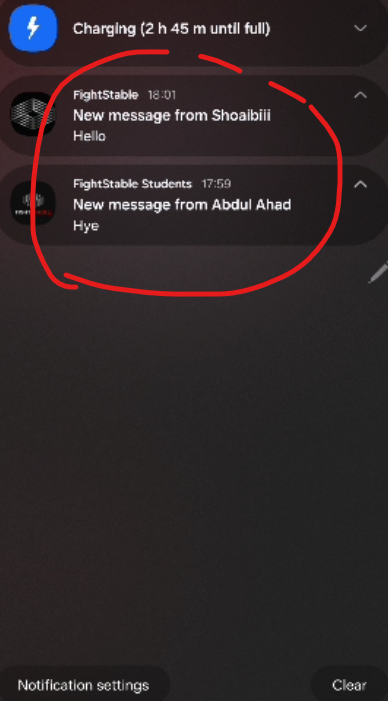 Charging (2 h 45 m until full)
FightStable 18:01
New message from Shoaibiii
Hello
FightStable Students 17:59
New message from Abdul Ahad
Hye
Notification settings
Clear